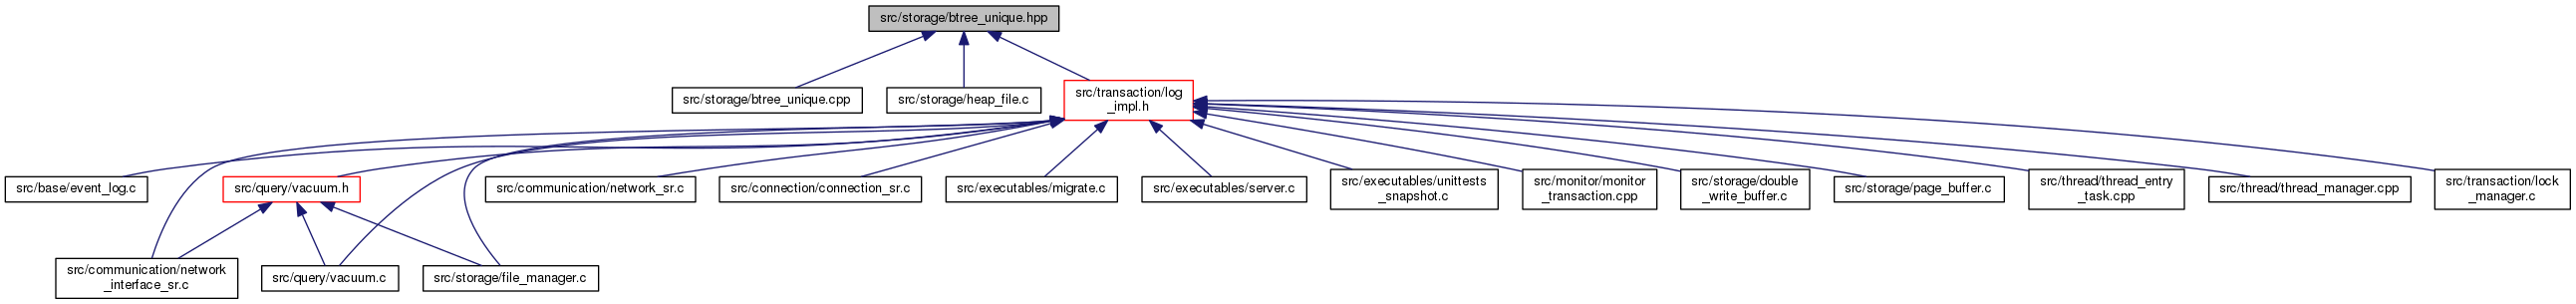 src/storage/btree_unique.hpp
src/storage/btree_unique.cpp
src/storage/heap_file.c
src/transaction/log
_impl.h
src/base/event_log.c
src/query/vacuum.h
src/communication/network_sr.c
src/connection/connection_sr.c
src/executables/migrate.c
src/executables/server.c
src/executables/unittests
_snapshot.c
src/monitor/monitor
_transaction.cpp
src/storage/double
_write_buffer.c
src/storage/page_buffer.c
src/thread/thread_entry
_task.cpp
src/thread/thread_manager.cpp
src/transaction/lock
_manager.c
src/communication/network
_interface_sr.c
src/query/vacuum.c
src/storage/file_manager.c